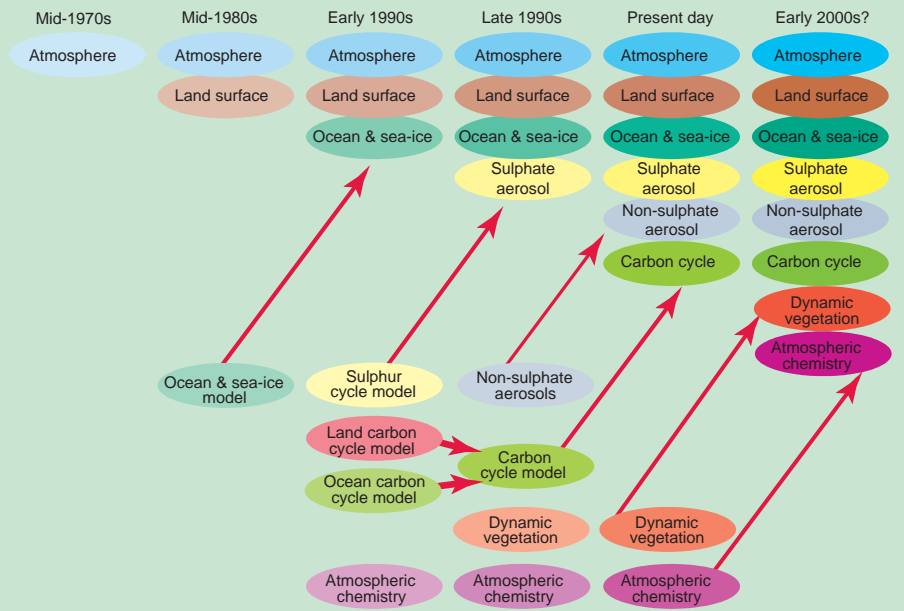 Mid-1970s
Mid-1980s
Early 1990s
Late 1990s
Present day
Early 2000s?
Atmosphere
Atmosphere
Atmosphere
Atmosphere
Atmosphere
Atmosphere
Land surface
Land surface
Land surface
Land surface
Land surface
Ocean & sea-ice
Ocean & sea-ice
Ocean & sea-ice
Ocean & sea-ice
Sulphate
aerosol
Sulphate
aerosol
Sulphate
aerosol
Non-sulphate
aerosol
Non-sulphate
aerosol
Carbon cycle
Carbon cycle
Dynamic
vegetation
Atmospheric
chemistry
Ocean & sea-ice
model
Sulphur
cycle model
Non-sulphate
aerosols
Land carbon
cycle model
Carbon
cycle model
Ocean carbon
cycle model
Dynamic
vegetation
Dynamic
vegetation
Atmospheric
chemistry
Atmospheric
chemistry
Atmospheric
chemistry